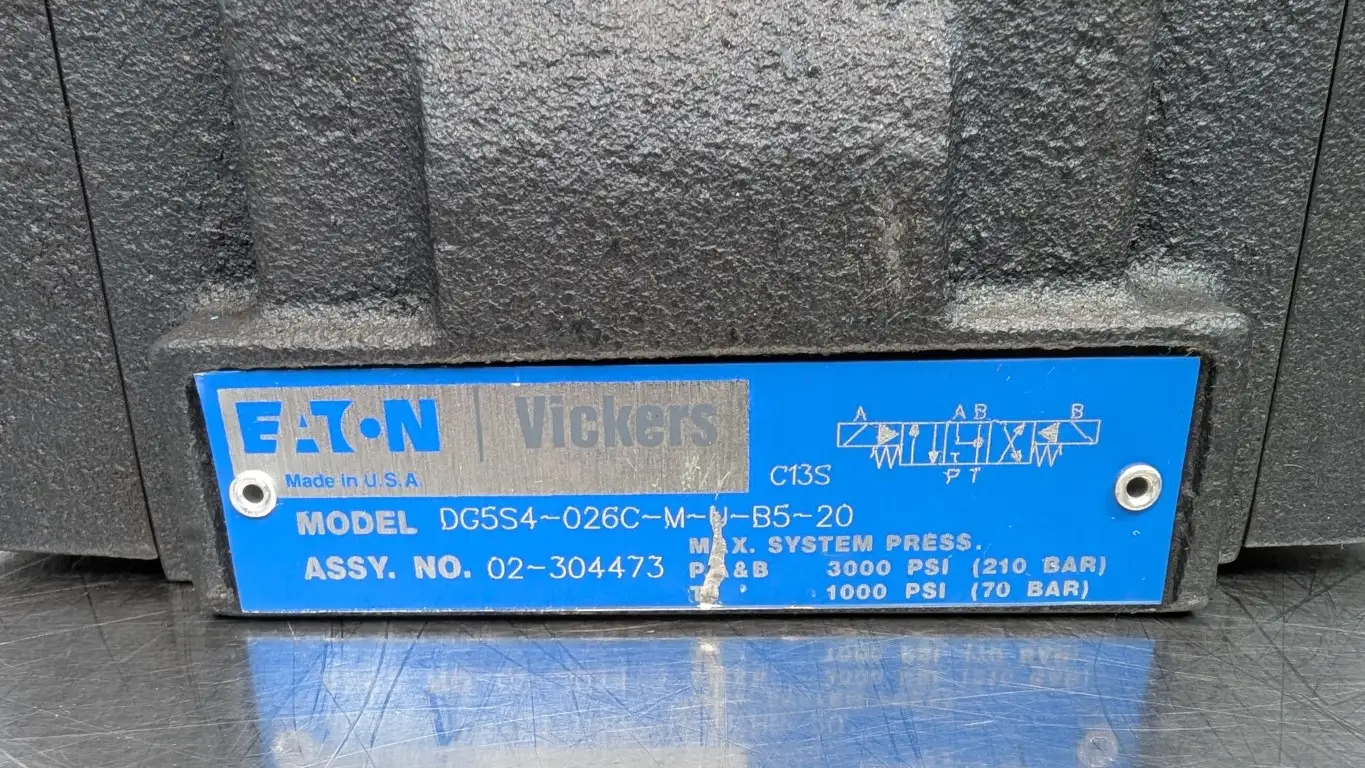 EATON Vickers
Made in U.S.A.
A A B B
C13S
P T
MODEL DG5S4-026C-M-U-B5-20
ASSY. NO. 02-304473
MAX. SYSTEM PRESS.
3000 PSI (210 BAR)
1000 PSI (70 BAR)